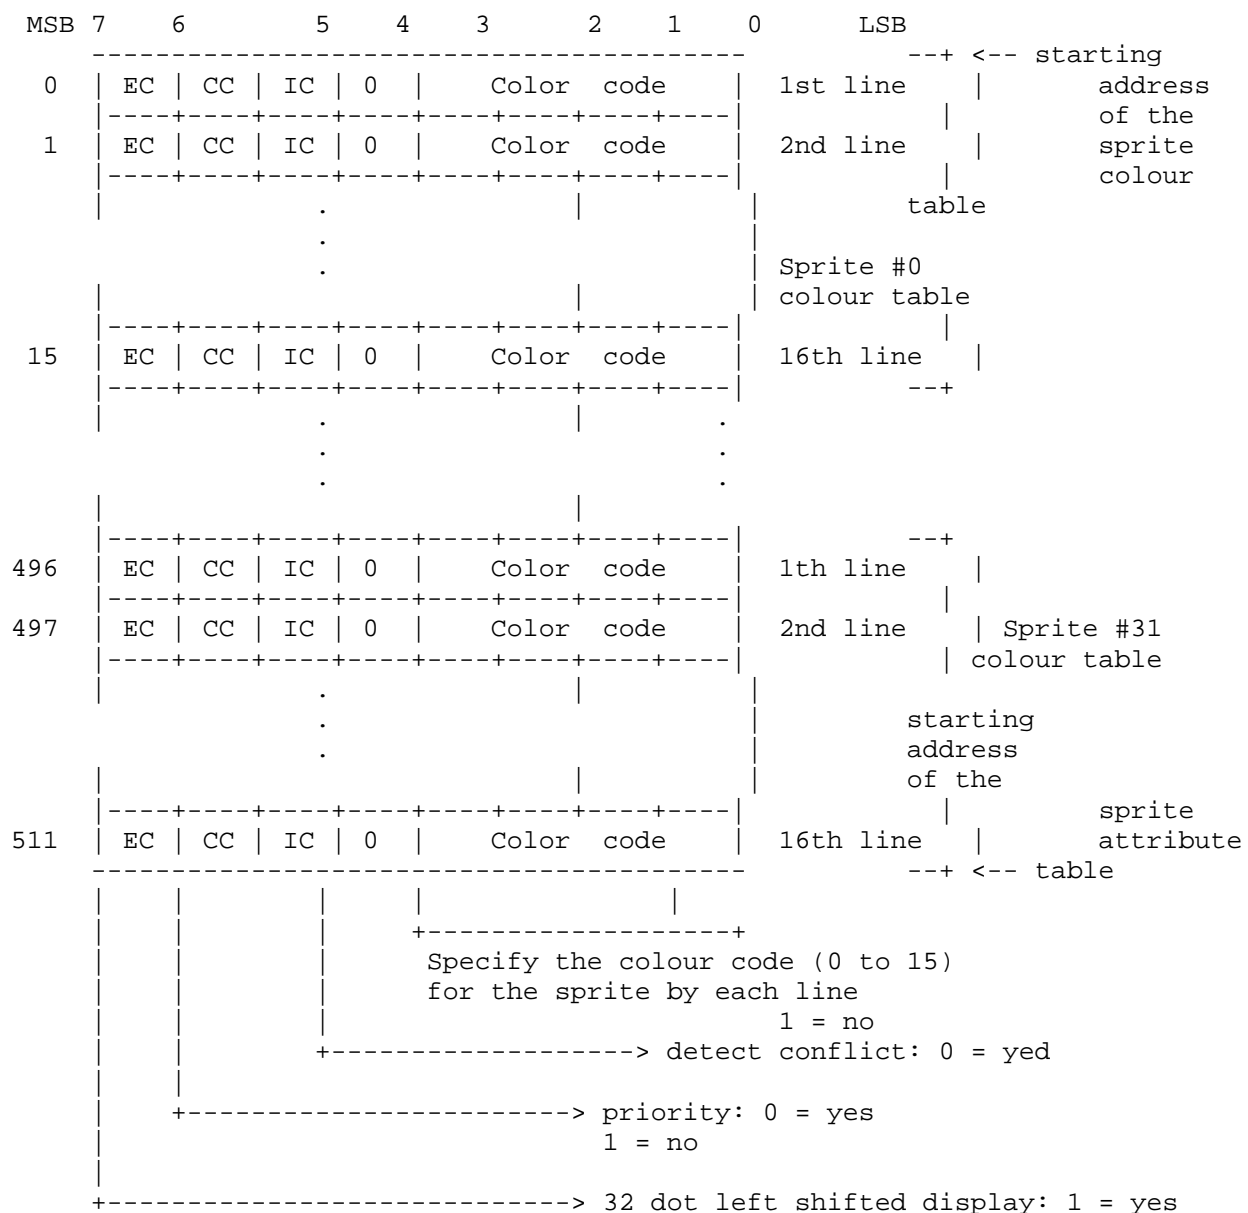 MSB 7    6         5    4    3      2    1    0      LSB
      -----------------------------------------          --+ <-- starting
  0   | EC | CC | IC | 0  |    Color  code    |  1st line   |       address
      |----+----+----+----+----+----+----+----|             |       of the
  1   | EC | CC | IC | 0  |    Color  code    |  2nd line   |       sprite
      |----+----+----+----+----+----+----+----|             |       colour
      |             .               |          |         table
                    .                          |
                    .                          | Sprite #0
      |                             |          | colour table
      |----+----+----+----+----+----+----+----|             |
 15   | EC | CC | IC | 0  |    Color  code    |  16th line  |
      |----+----+----+----+----+----+----+----|          --+
      |             .               |        .
                    .                        .
                    .                        .
      |                             |
      |----+----+----+----+----+----+----+----|          --+
496   | EC | CC | IC | 0  |    Color  code    |  1th line   |
      |----+----+----+----+----+----+----+----|             |
497   | EC | CC | IC | 0  |    Color  code    |  2nd line   | Sprite #31
      |----+----+----+----+----+----+----+----|             | colour table
      |             .               |          |
                    .                          |         starting
                    .                          |         address
      |                             |          |         of the
      |----+----+----+----+----+----+----+----|             |       sprite
511   | EC | CC | IC | 0  |    Color  code    |  16th line  |       attribute
      -----------------------------------------          --+ <-- table
      |    |        |     |               |
      |    |        |     +-------------------+
      |    |        |     Specify the colour code (0 to 15)
      |    |        |     for the sprite by each line
      |    |        |                            1 = no
      |    |        +-------------------> detect conflict: 0 = yed
      |    |
      |    +------------------------> priority: 0 = yes
      |                               1 = no
      |
      +-----------------------------> 32 dot left shifted display: 1 = yes